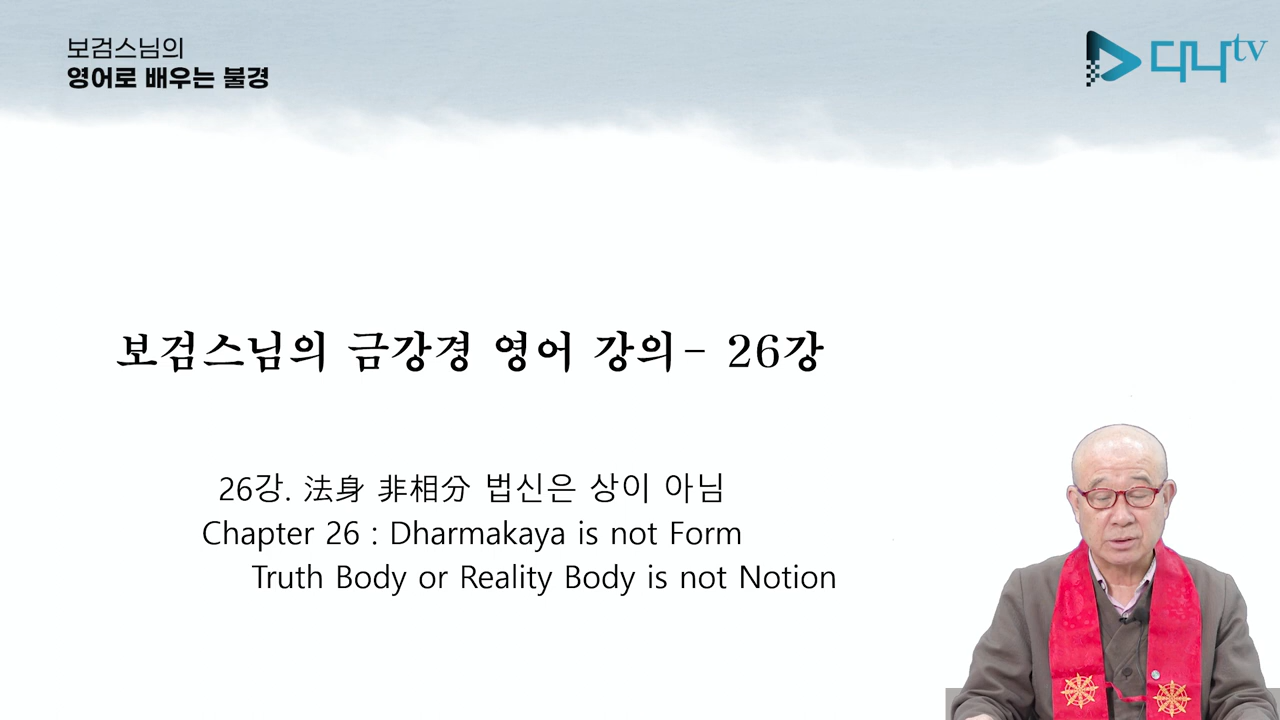 보검스님의
영어로 배우는 불경
다나tv
보검스님의 금강경 영어 강의- 26강
26강. 法身 非相分 법신은 상이 아님
Chapter 26 : Dharmakaya is not Form
Truth Body or Reality Body is not Notion